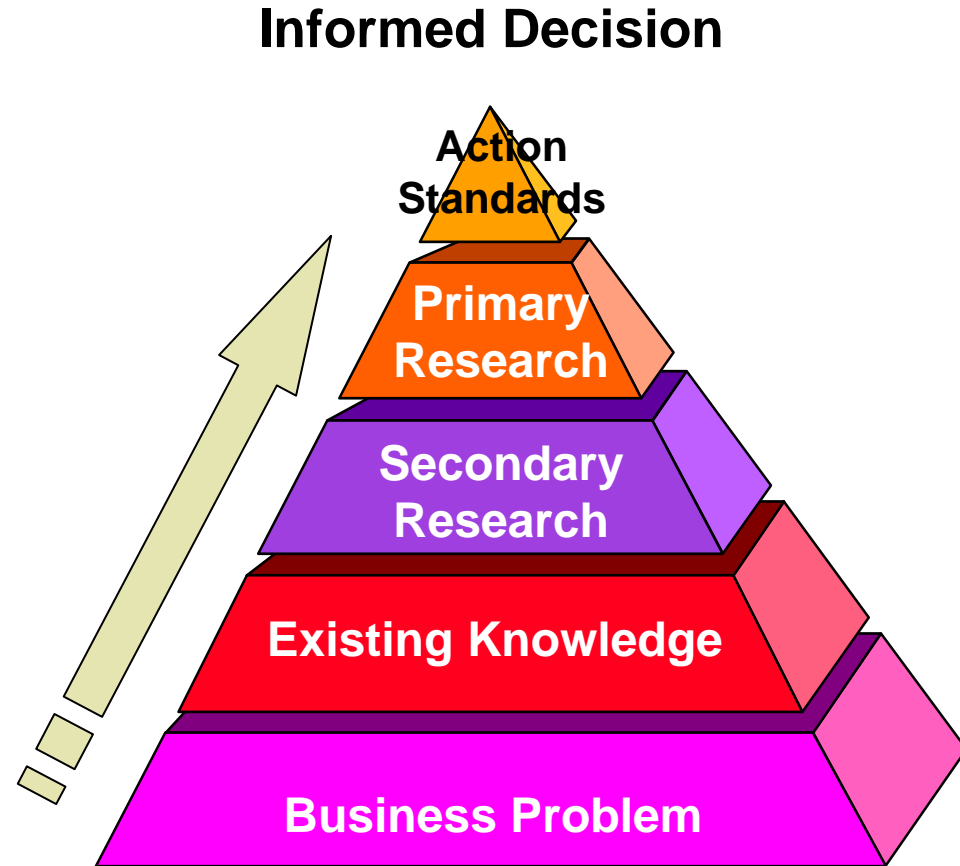 Informed Decision
Action
Standards
Primary
Research
Secondary
Research
Existing Knowledge
Business Problem